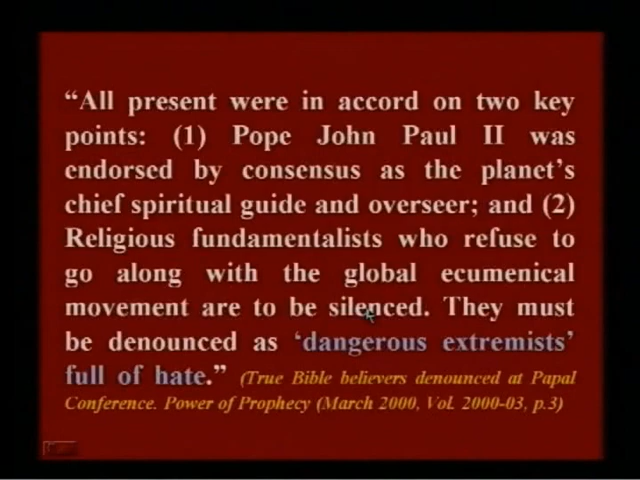 “All present were in accord on two key
points: (1) Pope John Paul II was
endorsed by consensus as the planet’s
chief spiritual guide and overseer; and (2)
Religious fundamentalists who refuse to
go along with the global ecumenical
movement are to be silenced. They must
be denounced as ‘dangerous extremists’
full of hate.” (True Bible believers denounced at Papal
Conference. Power of Prophecy (March 2000, Vol. 2000-03, p.3)